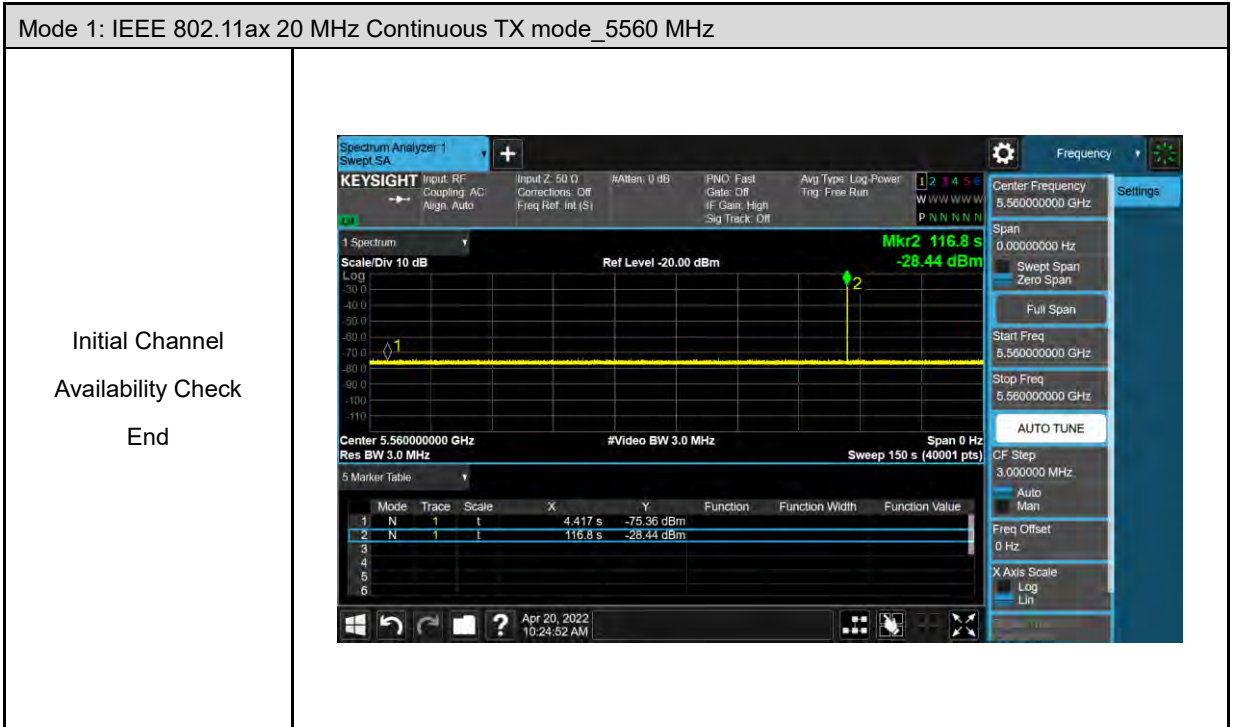 Mode 1: IEEE 802.11ax 20 MHz Continuous TX mode_5560 MHz
Initial Channel
Availability Check
End
Spectrum Analyzer 1
Swept SA
+
Frequency
KEYSIGHT
Input: RF
Coupling: AC
Align: Auto
Input Z: 50 Ω
Corrections: Off
Freq Ref: Int (S)
#Atten: 0 dB
PNO: Fast
Gate: Off
IF Gain: High
Sig Track: Off
Avg Type: Log-Power
Trig: Free Run
1 2 3 4 5 6
W W W W W W
P N N N N N
Center Frequency
5.560000000 GHz
Settings
1 Spectrum
Mkr2 116.8 s
Scale/Div 10 dB
Ref Level -20.00 dBm
-28.44 dBm
Span
0.00000000 Hz
Swept Span
Zero Span
Full Span
Start Freq
5.560000000 GHz
Stop Freq
5.560000000 GHz
AUTO TUNE
Log
-30.0
-40.0
-50.0
-60.0
-70.0
-80.0
-90.0
-100
-110
1
2
Center 5.560000000 GHz
#Video BW 3.0 MHz
Span 0 Hz
Res BW 3.0 MHz
Sweep 150 s (40001 pts)
CF Step
3.000000 MHz
Auto
Man
Freq Offset
0 Hz
X Axis Scale
Log
Lin
5 Marker Table
Mode Trace Scale X Y Function Function Width Function Value
1 N 1 t 4.417 s -75.36 dBm
2 N 1 t 116.8 s -28.44 dBm
3
4
5
6
?
Apr 20, 2022
10:24:52 AM